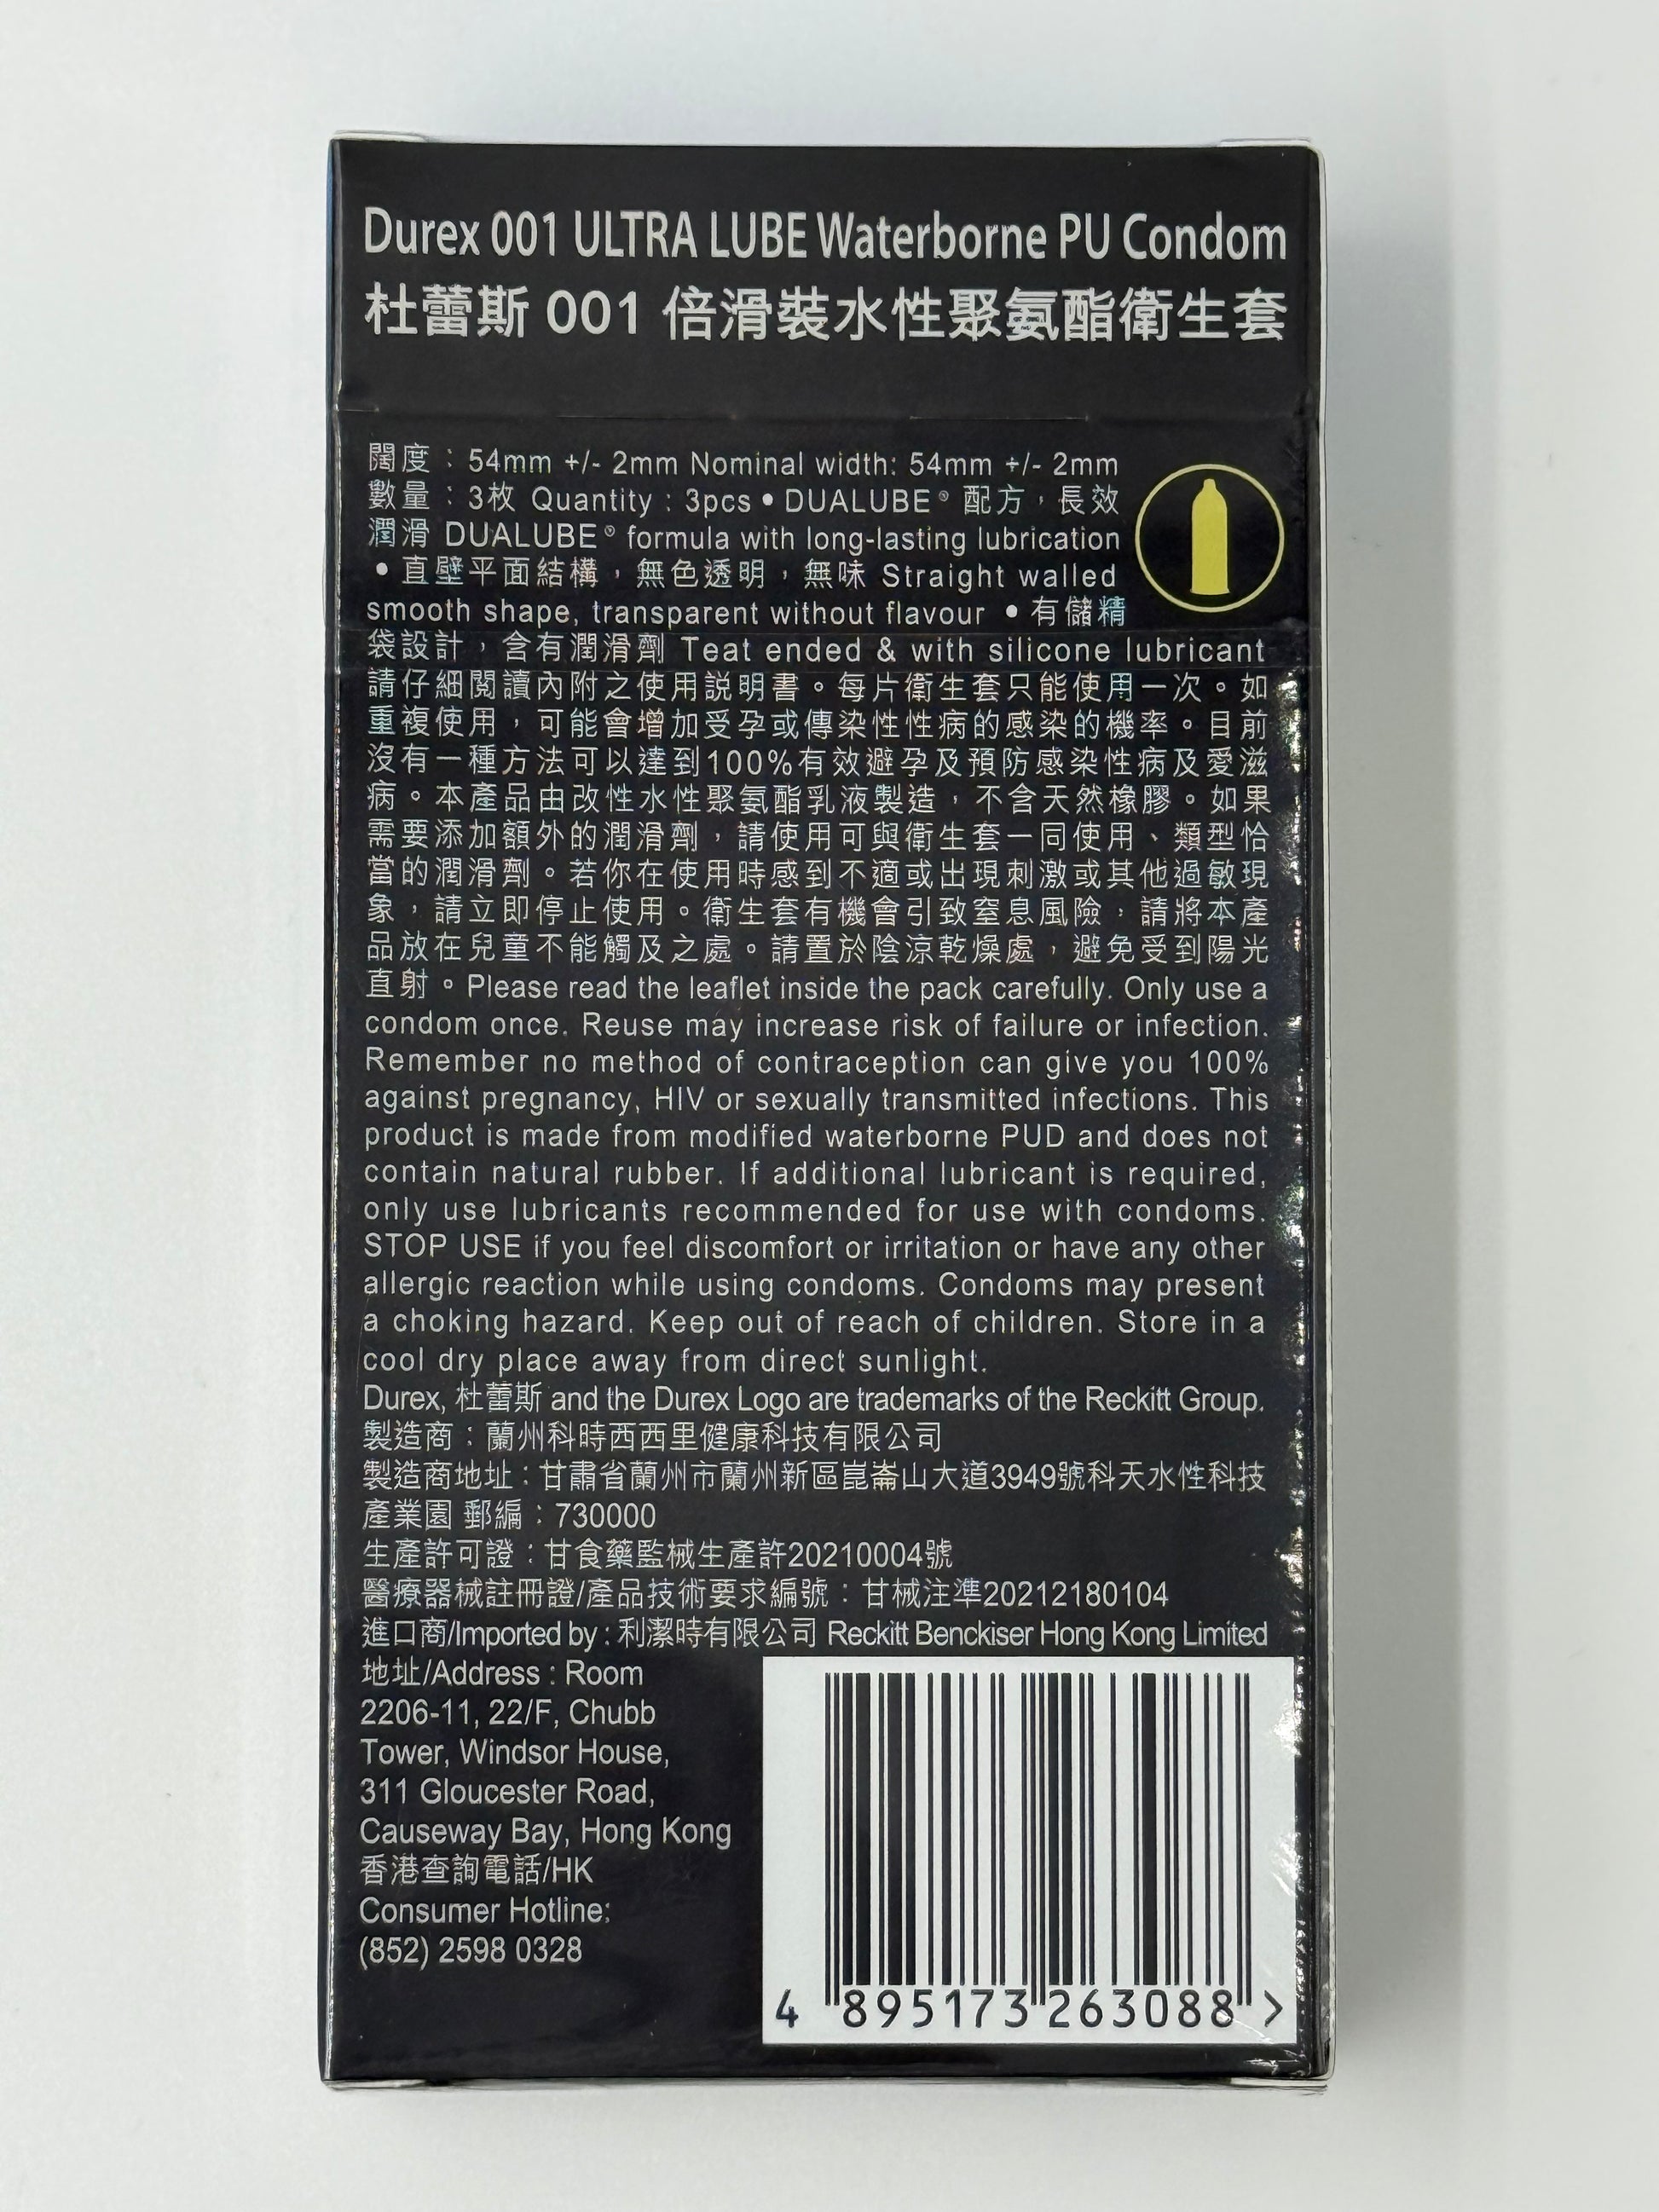 Durex 001 ULTRA LUBE Waterborne PU Condom
杜蕾斯 001 倍滑裝水性聚氨酯衛生套
闊度：54mm +/- 2mm Nominal width: 54mm +/- 2mm
數量：3枚 Quantity : 3pcs • DUALUBE® 配方，長效
潤滑 DUALUBE® formula with long-lasting lubrication
• 直壁平面結構，無色透明，無味 Straight walled
smooth shape, transparent without flavour • 有儲精
袋設計，含有潤滑劑 Teat ended & with silicone lubricant
請仔細閱讀內附之使用説明書。每片衛生套只能使用一次。如
重複使用，可能會增加受孕或傳染性性病的感染的機率。目前
沒有一種方法可以達到100%有效避孕及預防感染性病及愛滋
病。本產品由改性水性聚氨酯乳液製造，不含天然橡膠。如果
需要添加額外的潤滑劑，請使用可與衛生套一同使用、類型恰
當的潤滑劑。若你在使用時感到不適或出現刺激或其他過敏現
象，請立即停止使用。衛生套有機會引致窒息風險，請將本產
品放在兒童不能觸及之處。請置於陰涼乾燥處，避免受到陽光
直射。Please read the leaflet inside the pack carefully. Only use a
condom once. Reuse may increase risk of failure or infection.
Remember no method of contraception can give you 100%
against pregnancy, HIV or sexually transmitted infections. This
product is made from modified waterborne PUD and does not
contain natural rubber. If additional lubricant is required,
only use lubricants recommended for use with condoms.
STOP USE if you feel discomfort or irritation or have any other
allergic reaction while using condoms. Condoms may present
a choking hazard. Keep out of reach of children. Store in a
cool dry place away from direct sunlight.
Durex, 杜蕾斯 and the Durex Logo are trademarks of the Reckitt Group.
製造商：蘭州科時西西里健康科技有限公司
製造商地址：甘肅省蘭州市蘭州新區崑崙山大道3949號科天水性科技
產業園 郵編：730000
生產許可證：甘食藥監械生產許20210004號
醫療器械註冊證/產品技術要求編號：甘械注準20212180104
進口商/Imported by : 利潔時有限公司 Reckitt Benckiser Hong Kong Limited
地址/Address : Room
2206-11, 22/F, Chubb
Tower, Windsor House,
311 Gloucester Road,
Causeway Bay, Hong Kong
香港查詢電話/HK
Consumer Hotline:
(852) 2598 0328
4 895173 263088 >